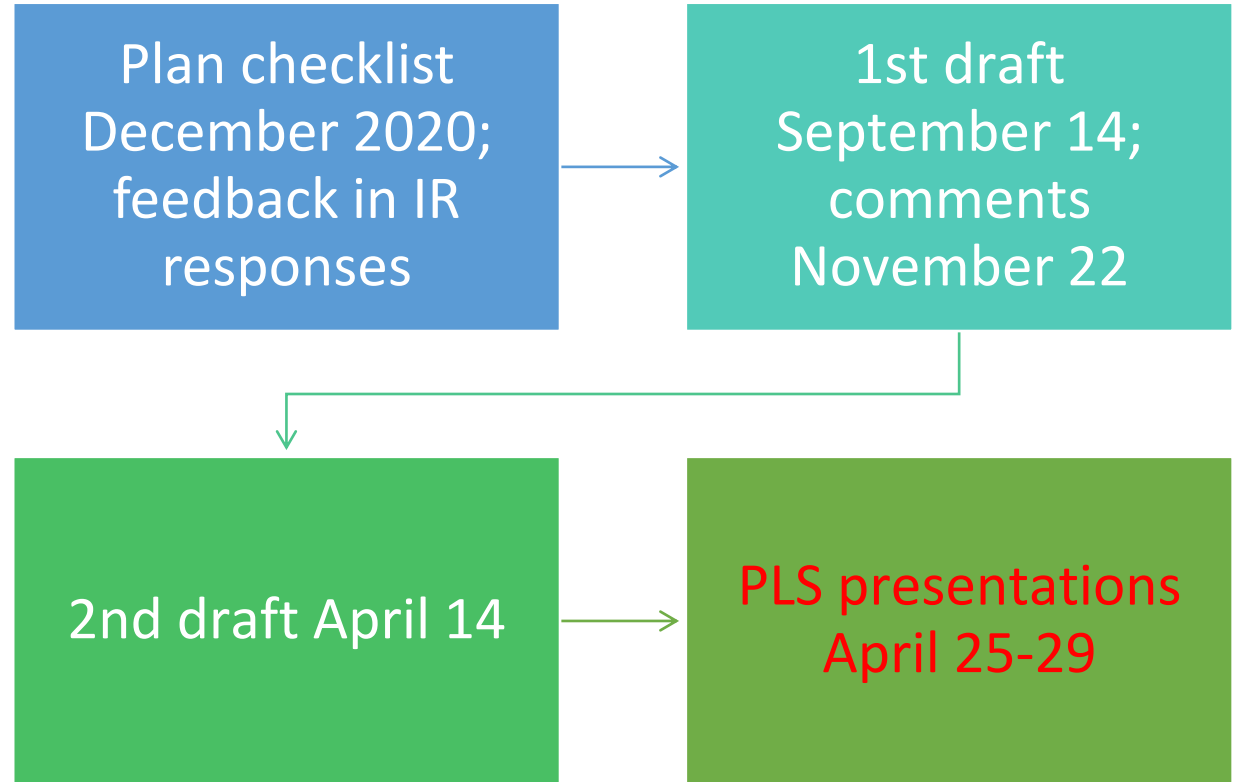 Plan checklist
December 2020;
feedback in IR
responses
1st draft
September 14;
comments
November 22
2nd draft April 14
PLS presentations
April 25-29